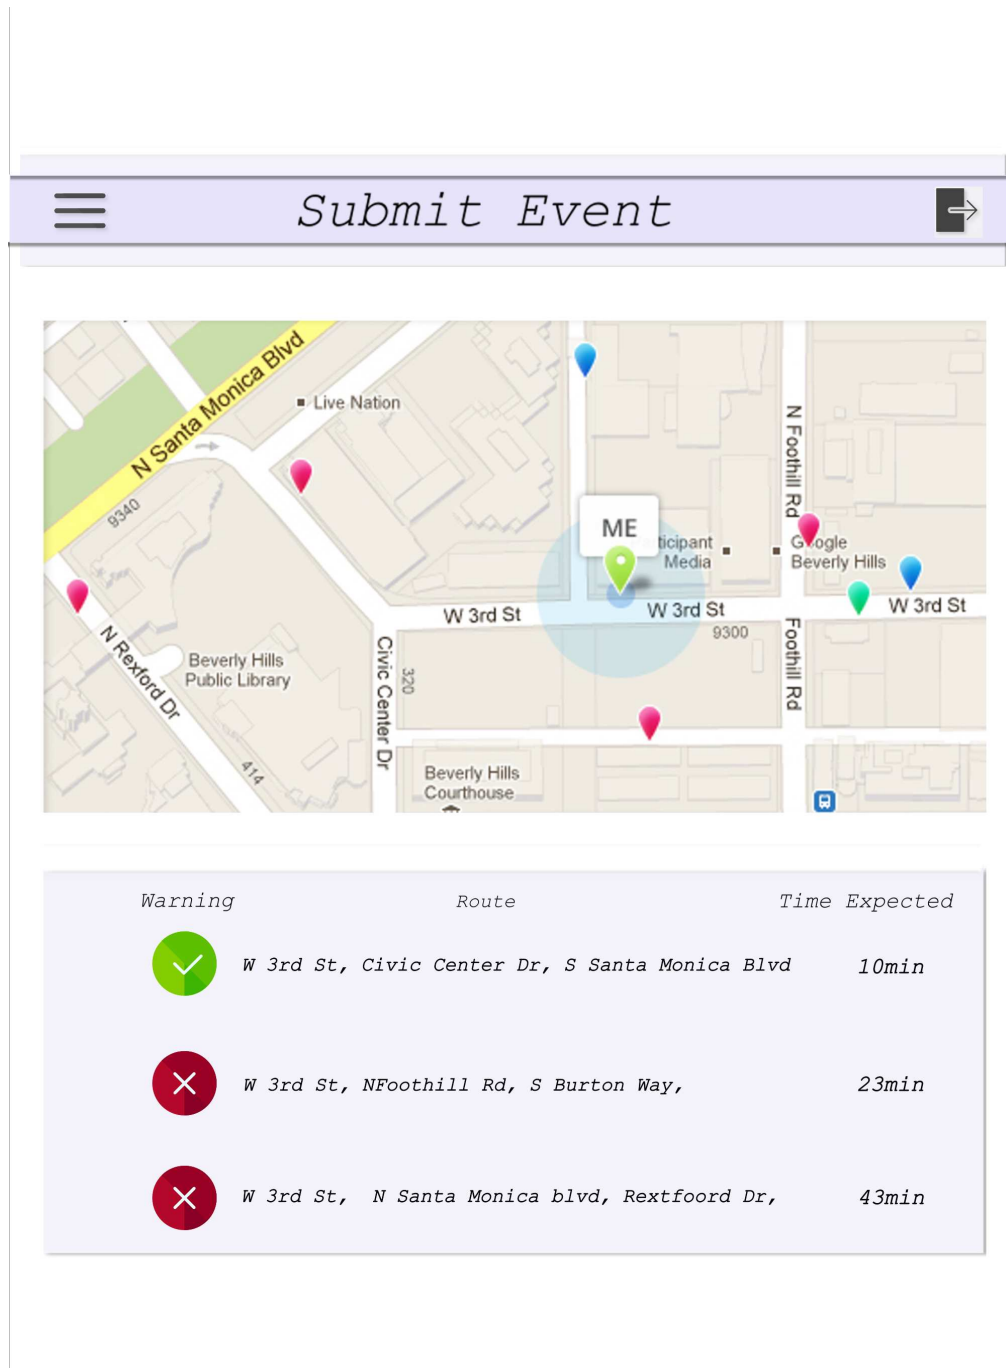 Submit Event
N Santa Monica Blvd
Live Nation
9340
N Foothill Rd
ME
Participant
Media
Google
Beverly Hills
W 3rd St
W 3rd St
W 3rd St
9300
N Rexford Dr
Beverly Hills
Public Library
Civic Center Dr
320
Foothill Rd
414
Beverly Hills
Courthouse
Warning Route Time Expected
W 3rd St, Civic Center Dr, S Santa Monica Blvd 10min
W 3rd St, NFoothill Rd, S Burton Way, 23min
W 3rd St, N Santa Monica blvd, Rextfoord Dr, 43min